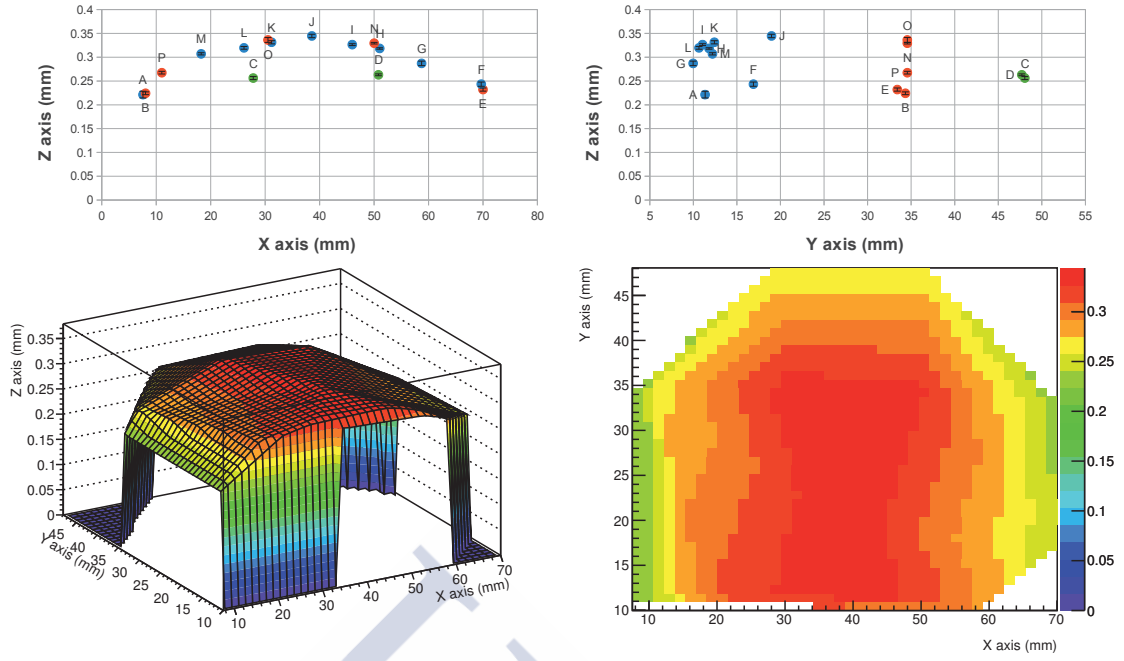 Z axis (mm)
0.4
0.35
0.3
0.25
0.2
0.15
0.1
0.05
0
A
B
P
M
L
C
K
O
J
I
N
H
D
G
F
E
0 10 20 30 40 50 60 70 80
X axis (mm)
Z axis (mm)
0.4
0.35
0.3
0.25
0.2
0.15
0.1
0.05
0
I K
L H
M
G
A
F
J
O
N
P
E
B
D C
5 10 15 20 25 30 35 40 45 50 55
Y axis (mm)
Z axis (mm)
0.35
0.3
0.25
0.2
0.15
0.1
0.05
0
45
40
35
30
25
20
15
10
Y axis (mm)
10 20 30 40 50 60 70
X axis (mm)
Y axis (mm)
45
40
35
30
25
20
15
10
10 20 30 40 50 60 70
X axis (mm)
0.3
0.25
0.2
0.15
0.1
0.05
0